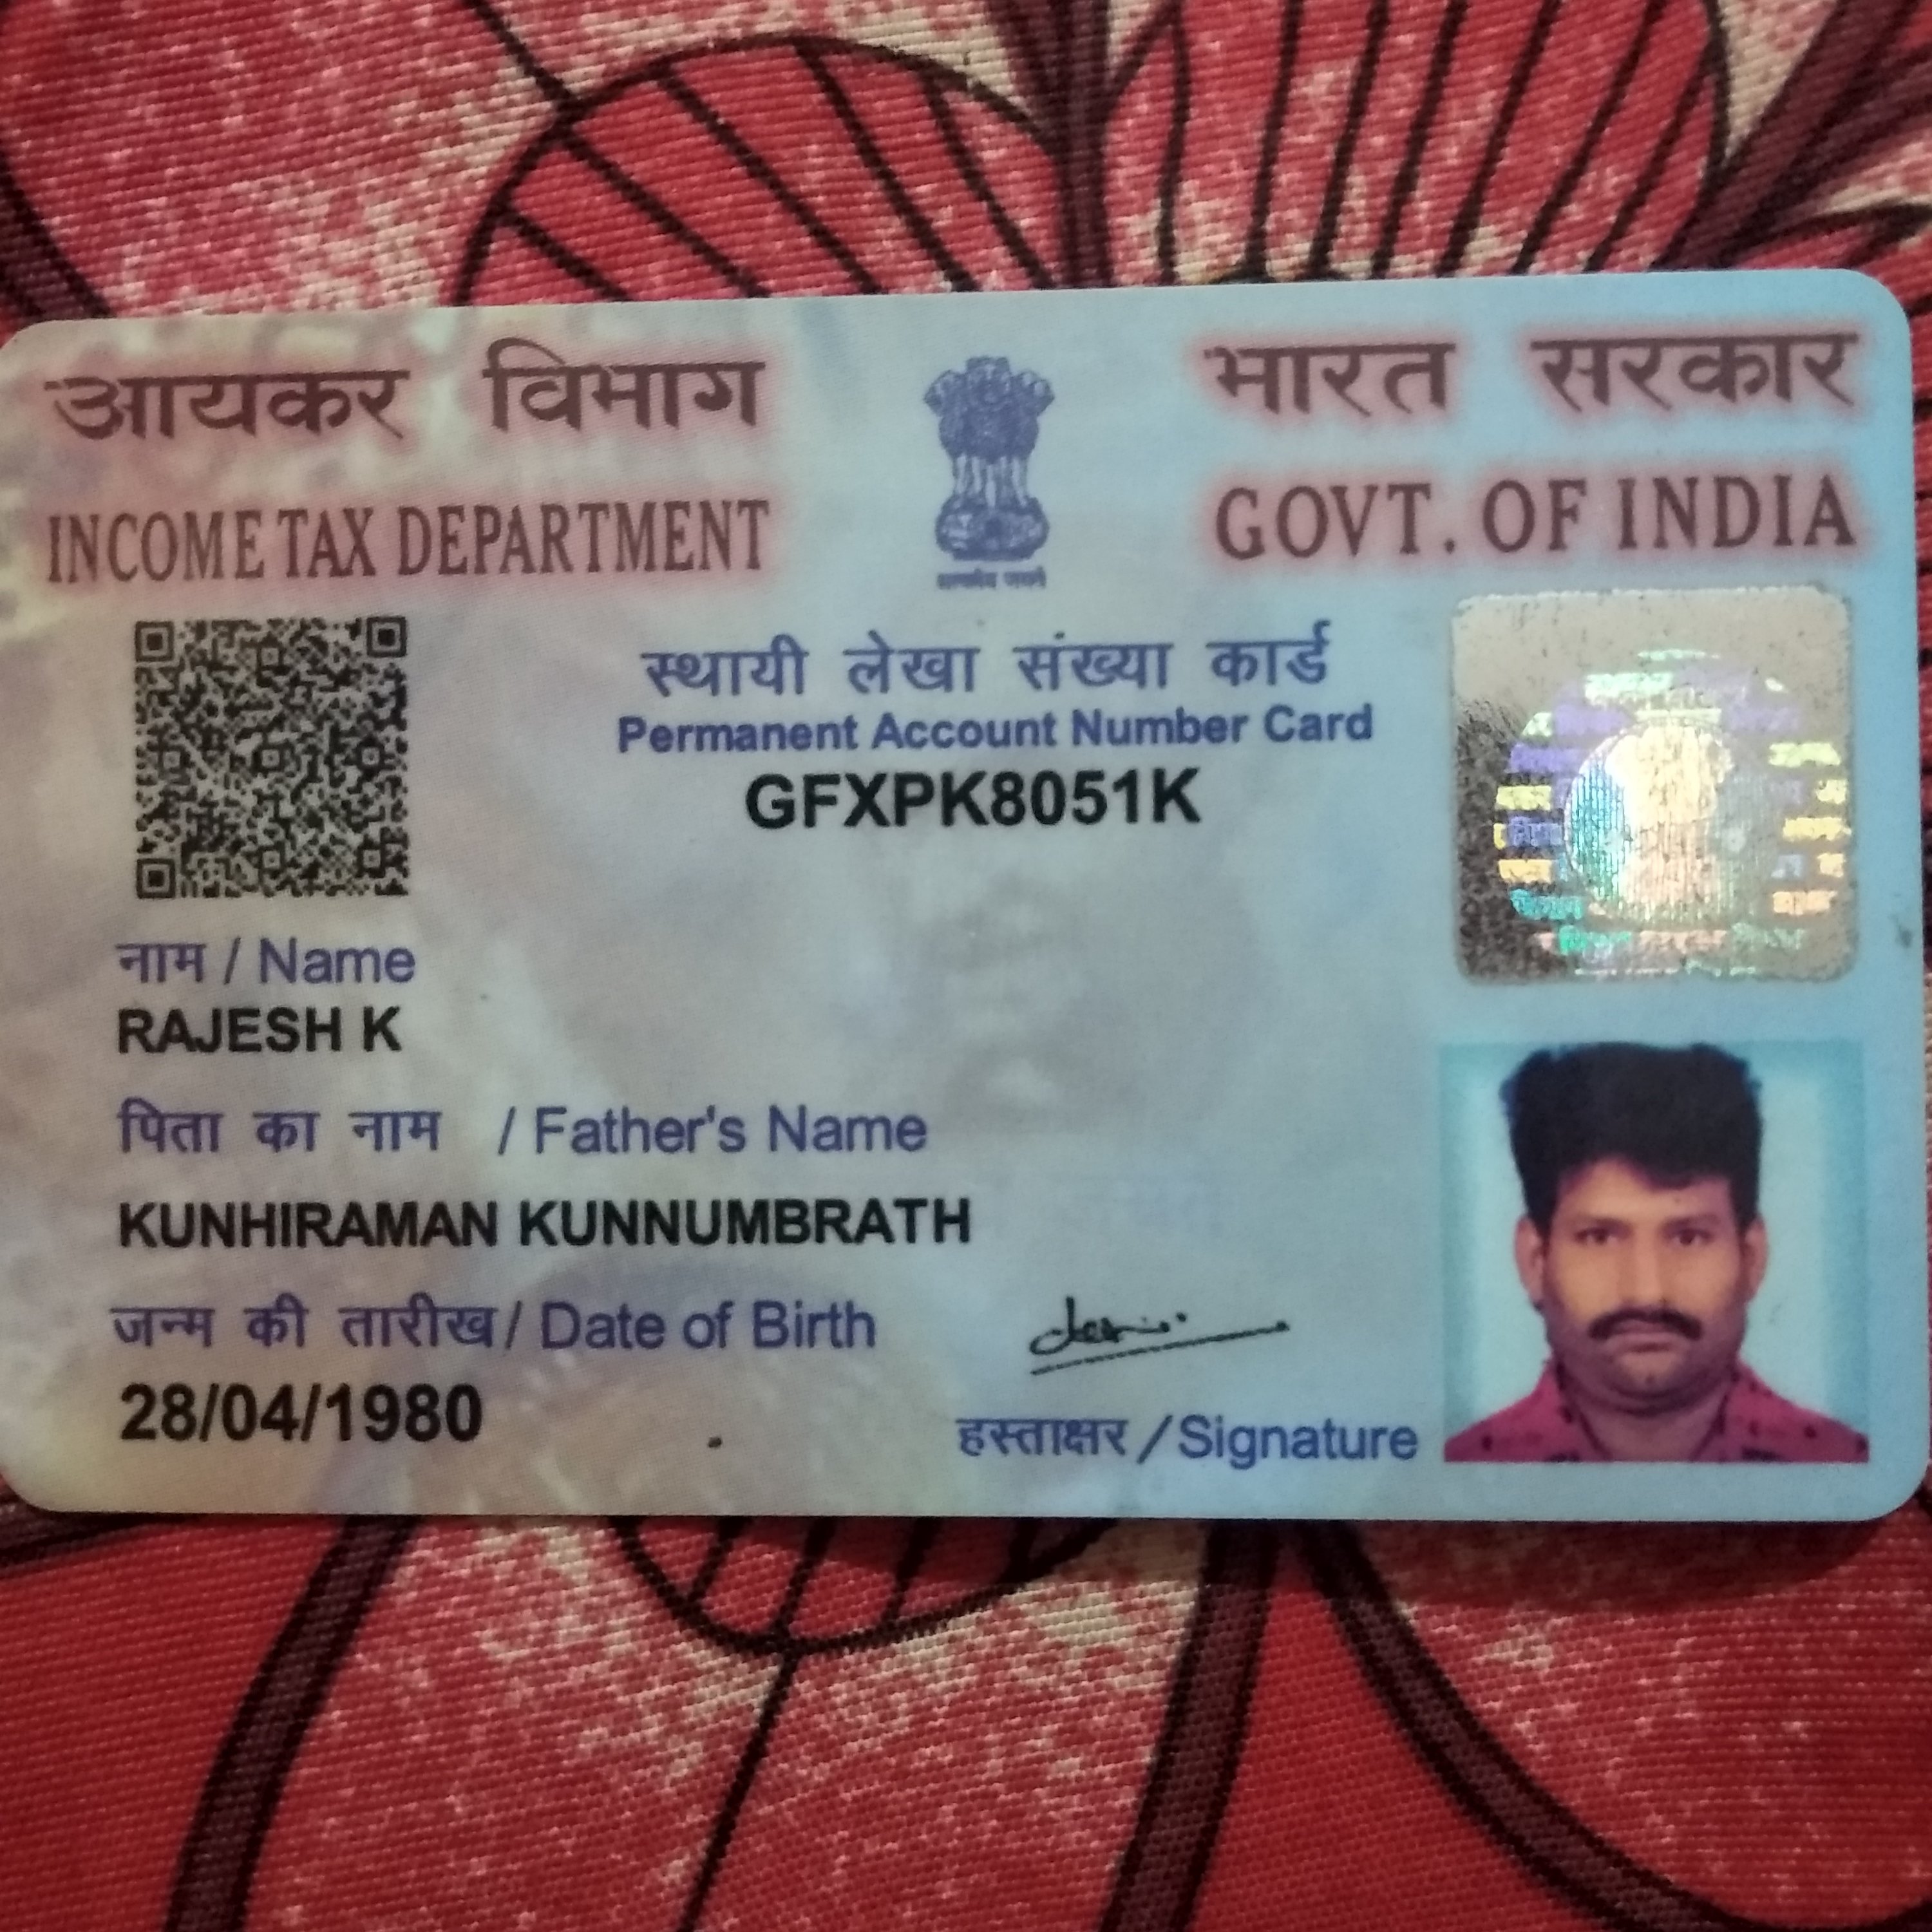 आयकर विभाग
INCOME TAX DEPARTMENT
भारत सरकार
GOVT. OF INDIA
सत्यमेव जयते
स्थायी लेखा संख्या कार्ड
Permanent Account Number Card
GFXPK8051K
नाम / Name
RAJESH K
पिता का नाम / Father's Name
KUNHIRAMAN KUNNUMBRATH
जन्म की तारीख / Date of Birth
28/04/1980
हस्ताक्षर / Signature